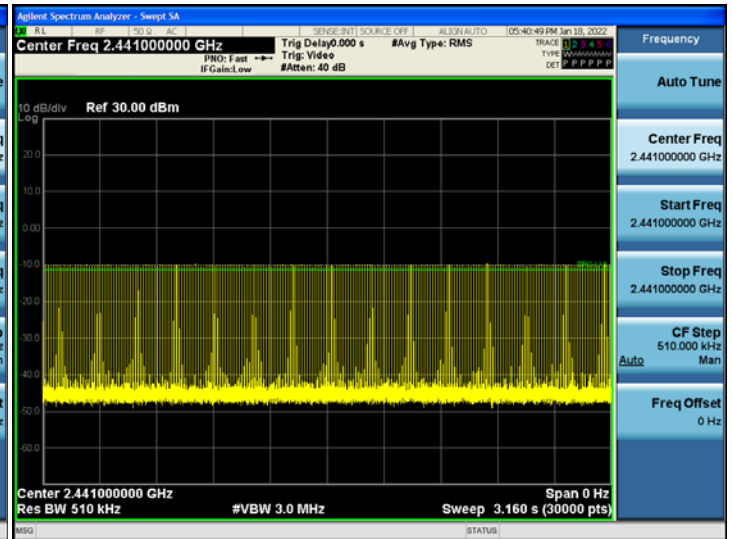 Agilent Spectrum Analyzer - Swept SA
RL RF 50 Ω AC SENSE:INT SOURCE OFF ALIGN AUTO 05:40:49 PM Jan 18, 2022
Center Freq 2.441000000 GHz
Trig Delay0.000 s #Avg Type: RMS
TRACE 1 2 3 4 5 6
PNO: Fast
Trig: Video
TYPE
IFGain:Low
#Atten: 40 dB
DET P P P P P P
Frequency
Auto Tune
10 dB/div Ref 30.00 dBm
Log
20.0
10.0
0.00
-10.0
-20.0
-30.0
-40.0
-50.0
-60.0
Center Freq
2.441000000 GHz
Start Freq
2.441000000 GHz
Stop Freq
2.441000000 GHz
CF Step
510.000 kHz
Auto Man
Freq Offset
0 Hz
Center 2.441000000 GHz Span 0 Hz
Res BW 510 kHz #VBW 3.0 MHz Sweep 3.160 s (30000 pts)
MSG STATUS